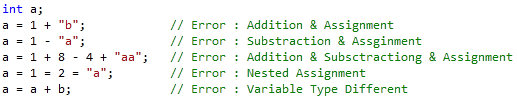 int a;
a = 1 + "b"; // Error : Addition & Assignment
a = 1 - "a"; // Error : Substraction & Assginment
a = 1 + 8 - 4 + "aa"; // Error : Addition & Subsctractiong & Assignment
a = 1 = 2 = "a"; // Error : Nested Assignment
a = a + b; // Error : Variable Type Different